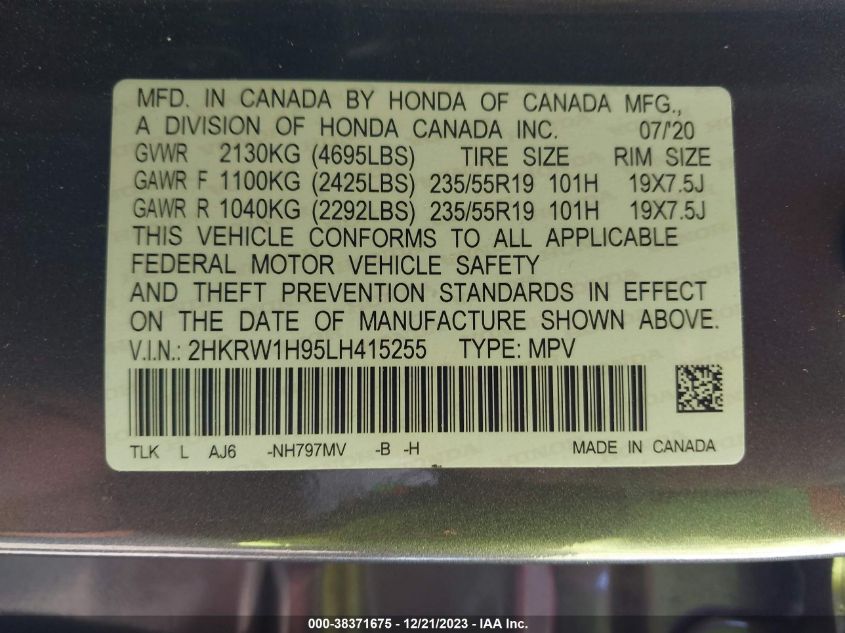 MFD. IN CANADA BY HONDA OF CANADA MFG.,
A DIVISION OF HONDA CANADA INC. 07/'20
GVWR 2130KG (4695LBS) TIRE SIZE RIM SIZE
GAWR F 1100KG (2425LBS) 235/55R19 101H 19X7.5J
GAWR R 1040KG (2292LBS) 235/55R19 101H 19X7.5J
THIS VEHICLE CONFORMS TO ALL APPLICABLE
FEDERAL MOTOR VEHICLE SAFETY
AND THEFT PREVENTION STANDARDS IN EFFECT
ON THE DATE OF MANUFACTURE SHOWN ABOVE.
V.I.N.: 2HKRW1H95LH415255 TYPE: MPV
TLK L AJ6 -NH797MV -B -H MADE IN CANADA
000-38371675 - 12/21/2023 - IAA Inc.